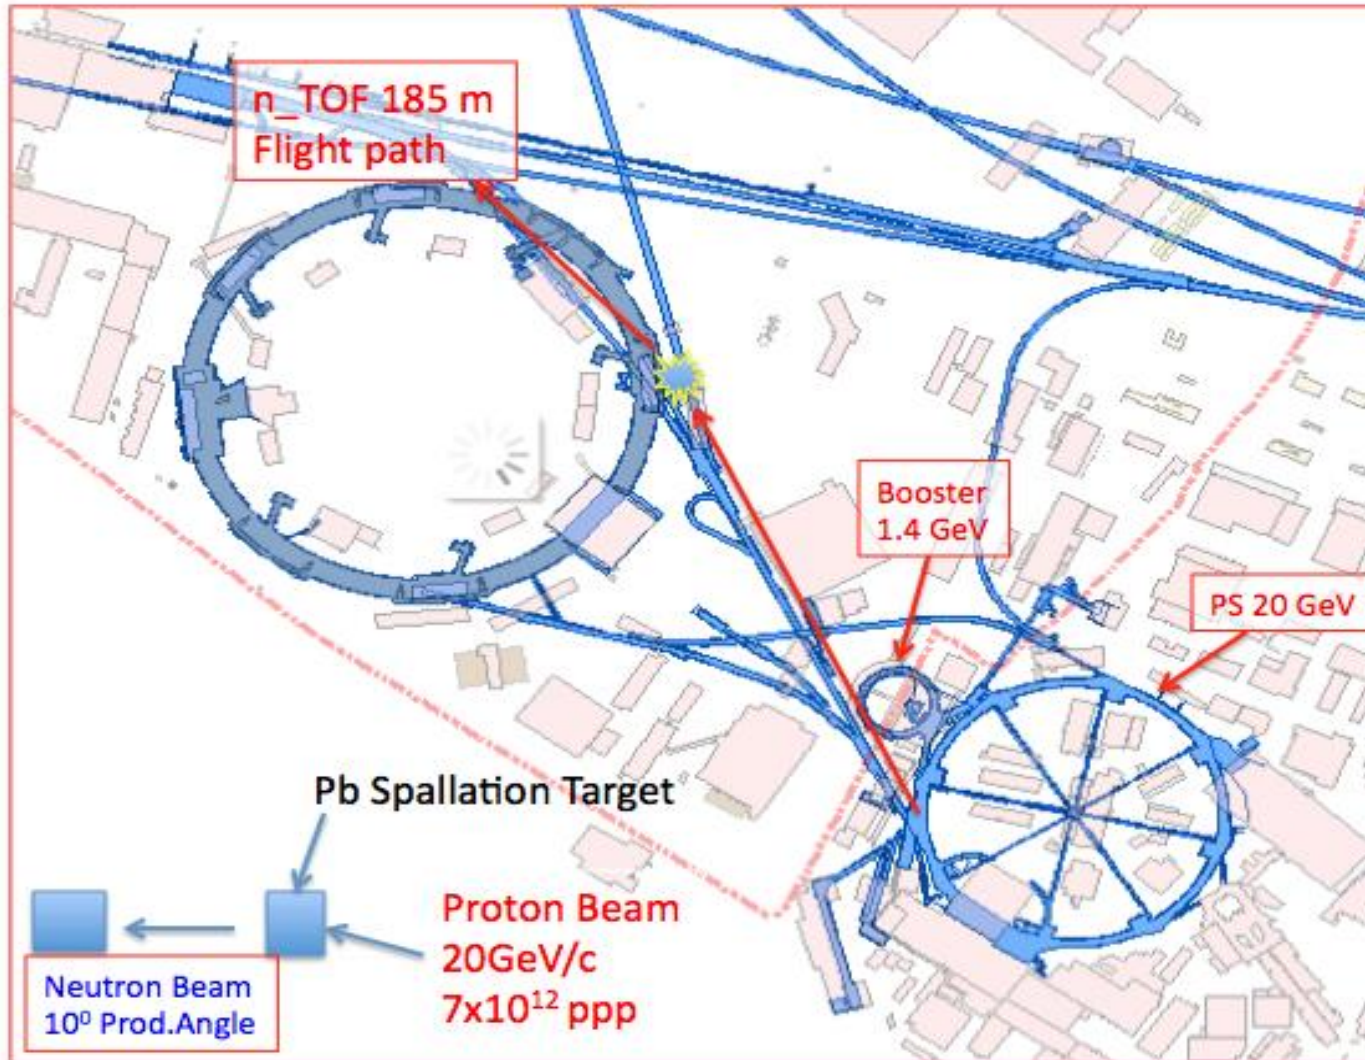 n_TOF 185 m
Flight path
Booster
1.4 GeV
PS 20 GeV
Pb Spallation Target
Proton Beam
20GeV/c
7x10¹² ppp
Neutron Beam
10⁰ Prod.Angle